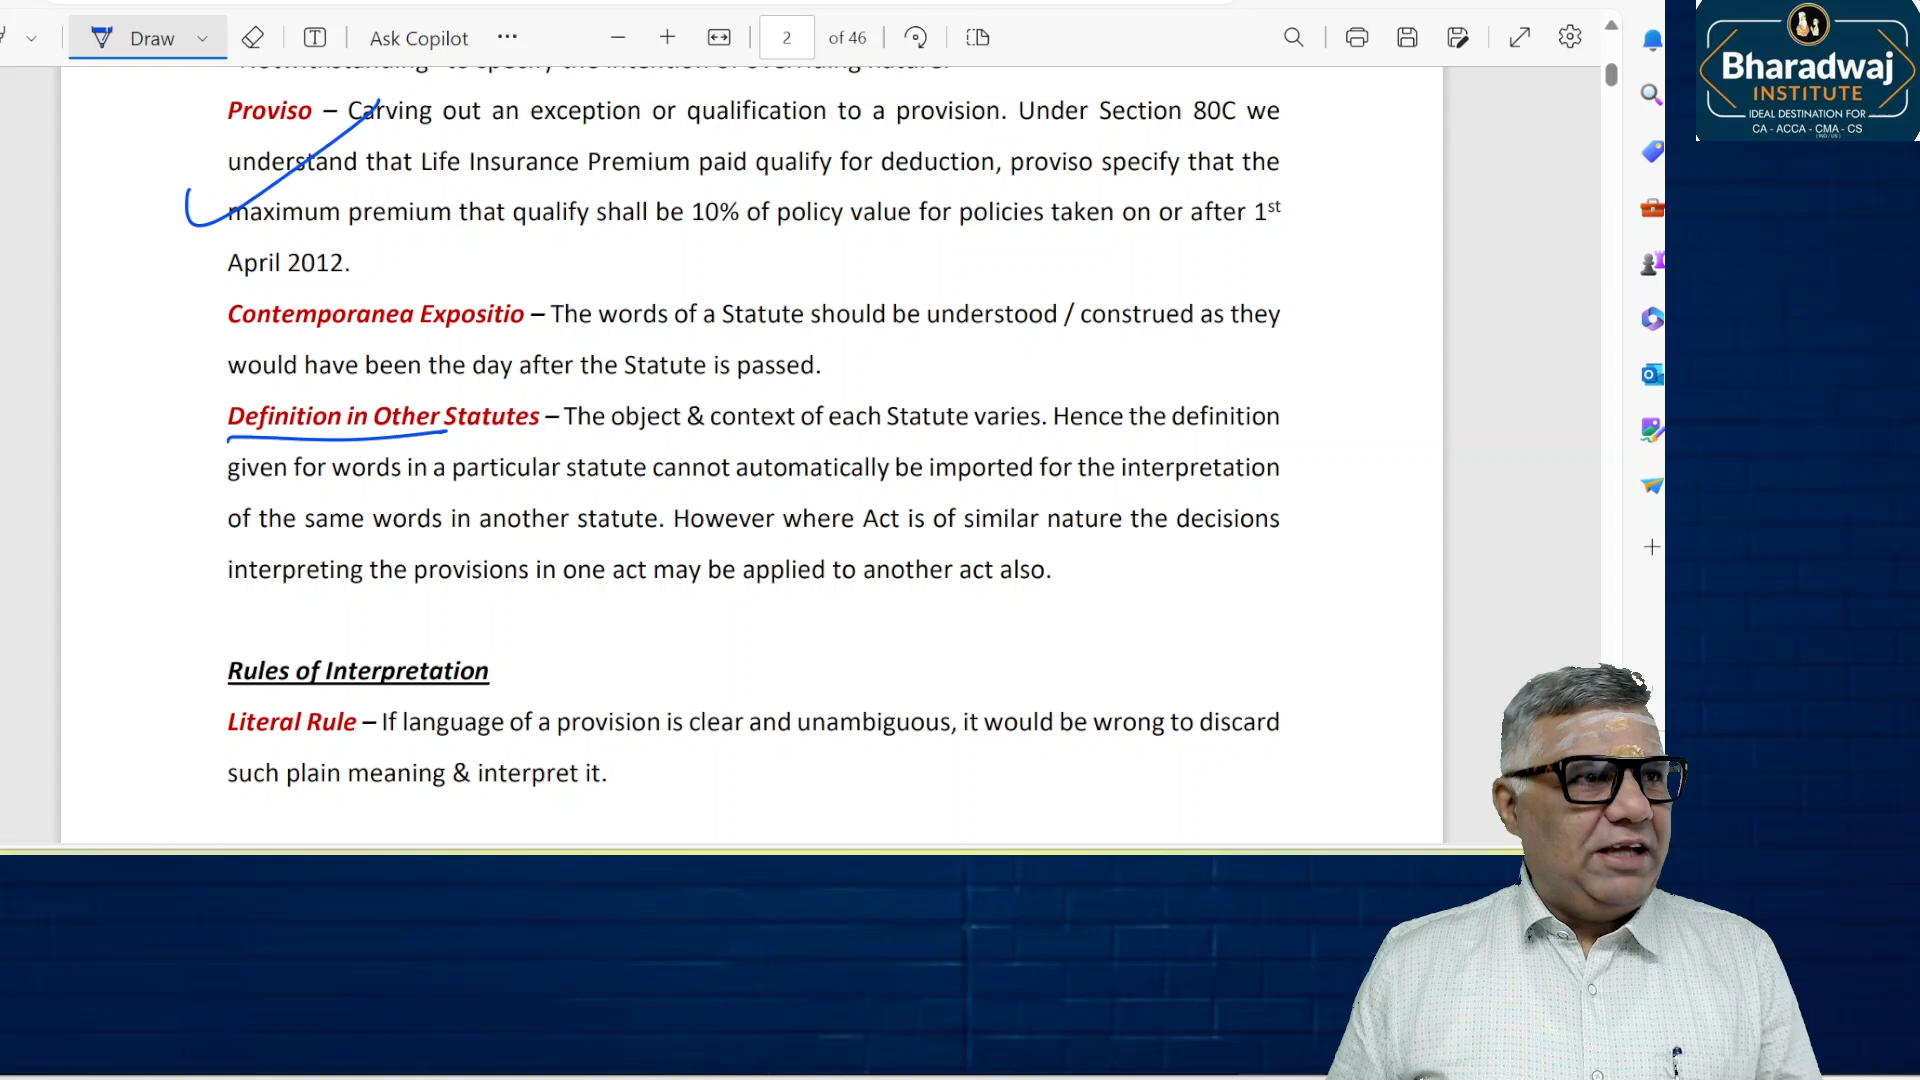 Draw
Ask Copilot
2 of 46
"Notwithstanding" to specify the intention of overriding nature.
Proviso – Carving out an exception or qualification to a provision. Under Section 80C we
understand that Life Insurance Premium paid qualify for deduction, proviso specify that the
maximum premium that qualify shall be 10% of policy value for policies taken on or after 1st
April 2012.
Contemporanea Expositio – The words of a Statute should be understood / construed as they
would have been the day after the Statute is passed.
Definition in Other Statutes – The object & context of each Statute varies. Hence the definition
given for words in a particular statute cannot automatically be imported for the interpretation
of the same words in another statute. However where Act is of similar nature the decisions
interpreting the provisions in one act may be applied to another act also.
Rules of Interpretation
Literal Rule – If language of a provision is clear and unambiguous, it would be wrong to discard
such plain meaning & interpret it.
Bharadwaj
INSTITUTE
IDEAL DESTINATION FOR
CA - ACCA - CMA - CS